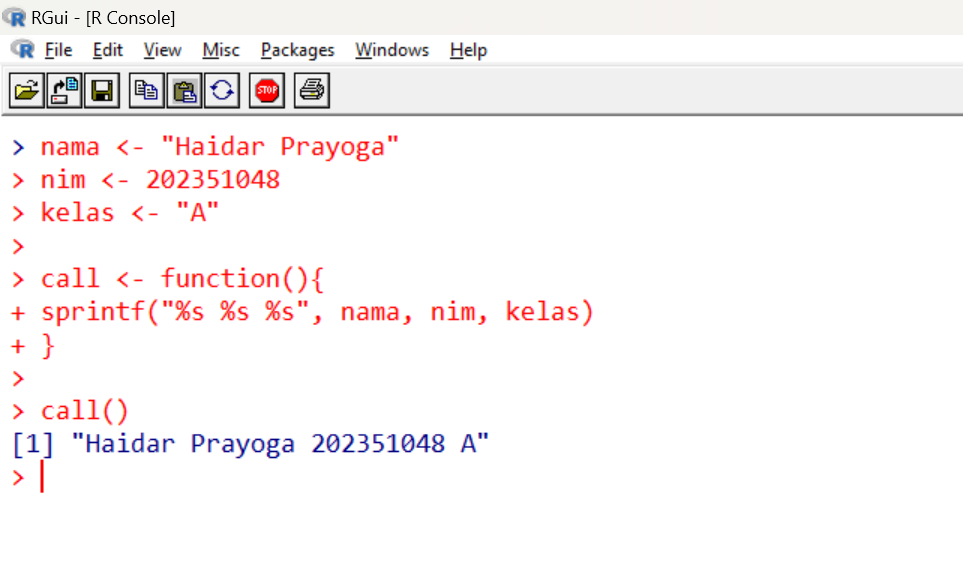 RGui - [R Console]
File Edit View Misc Packages Windows Help
STOP
> nama <- "Haidar Prayoga"
> nim <- 202351048
> kelas <- "A"
>
> call <- function(){
+ sprintf("%s %s %s", nama, nim, kelas)
+ }
>
> call()
[1] "Haidar Prayoga 202351048 A"
>